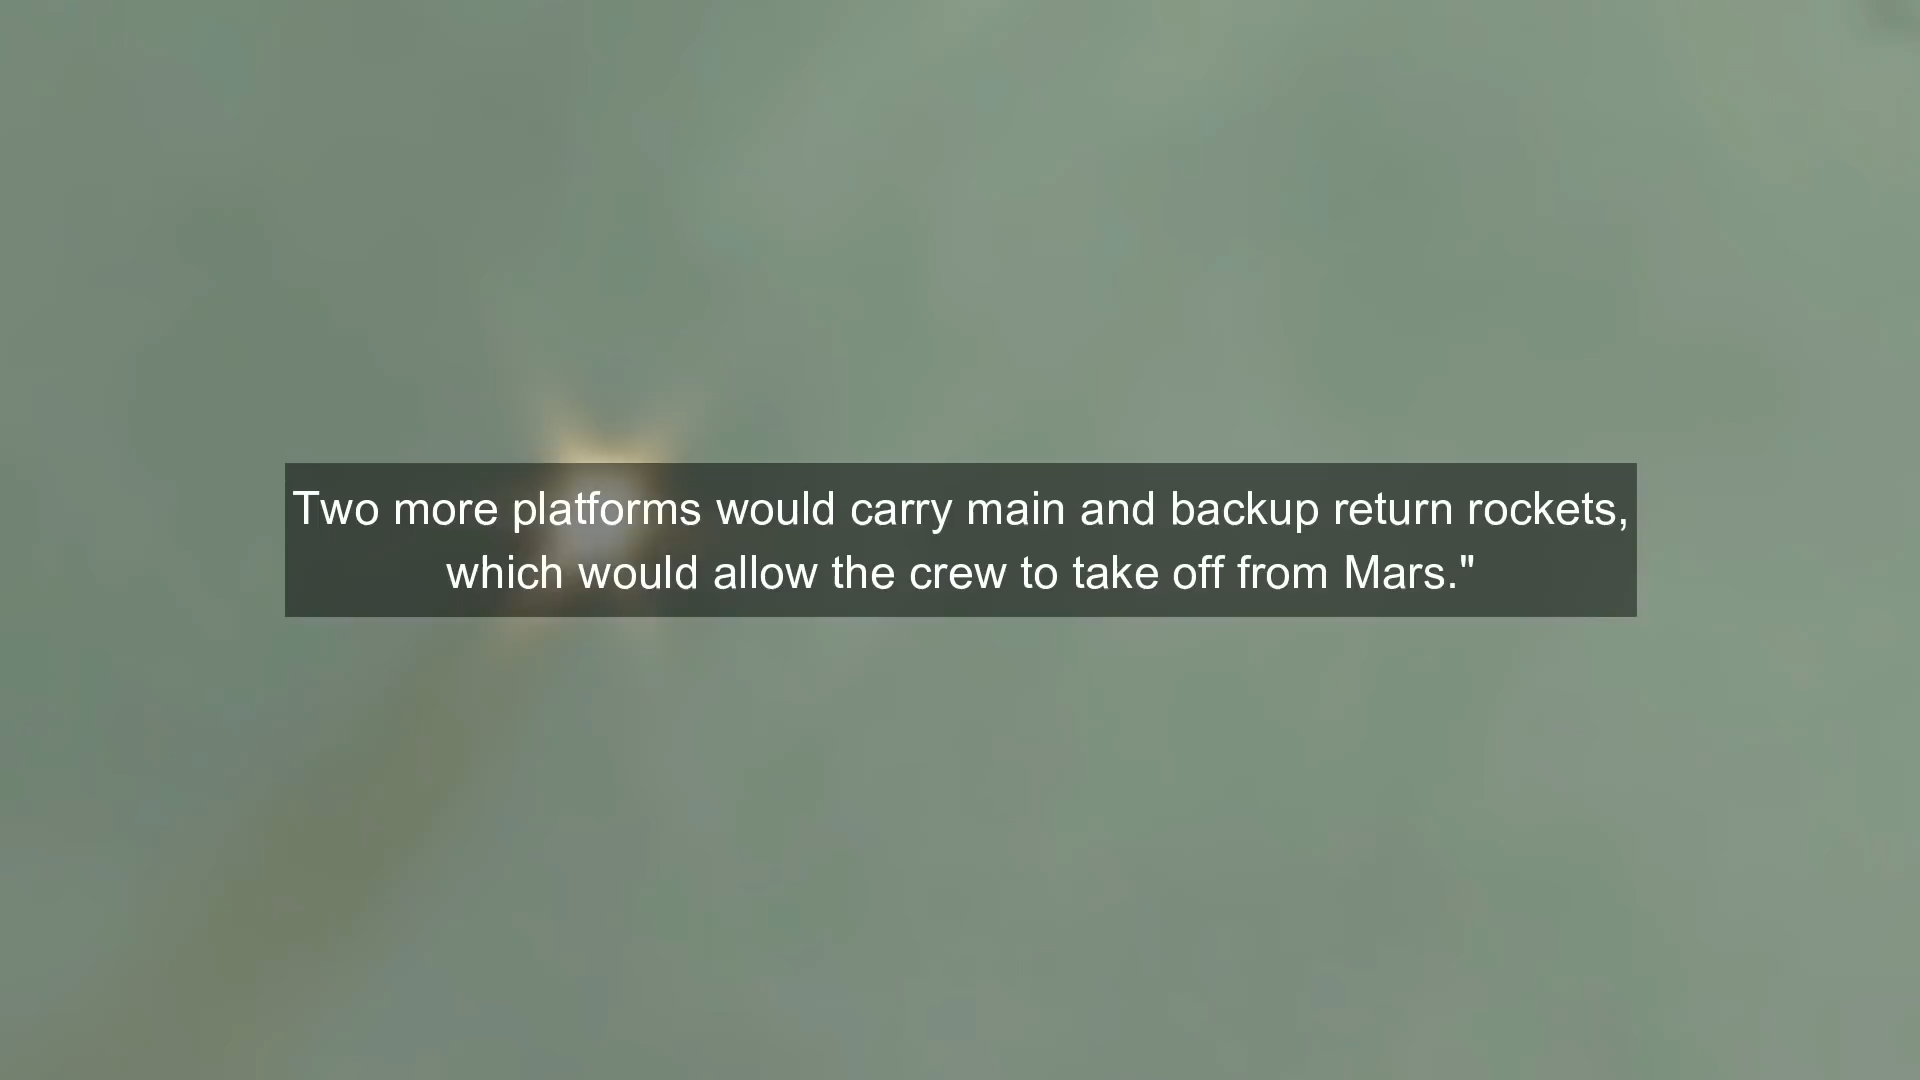 Two more platforms would carry main and backup return rockets,
which would allow the crew to take off from Mars."